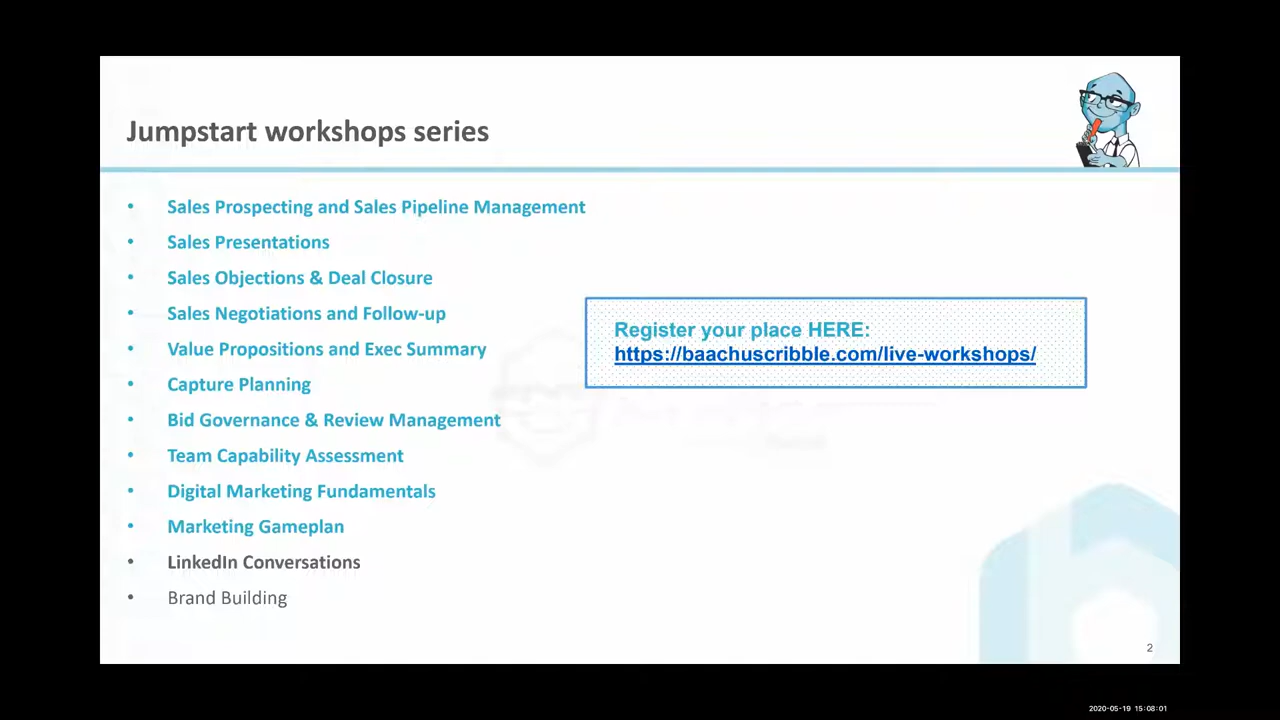 Jumpstart workshops series
• Sales Prospecting and Sales Pipeline Management
• Sales Presentations
• Sales Objections & Deal Closure
• Sales Negotiations and Follow-up
• Value Propositions and Exec Summary
• Capture Planning
• Bid Governance & Review Management
• Team Capability Assessment
• Digital Marketing Fundamentals
• Marketing Gameplan
• LinkedIn Conversations
• Brand Building
Register your place HERE:
https://baachuscribble.com/live-workshops/
2
2020-05-19 15:08:01